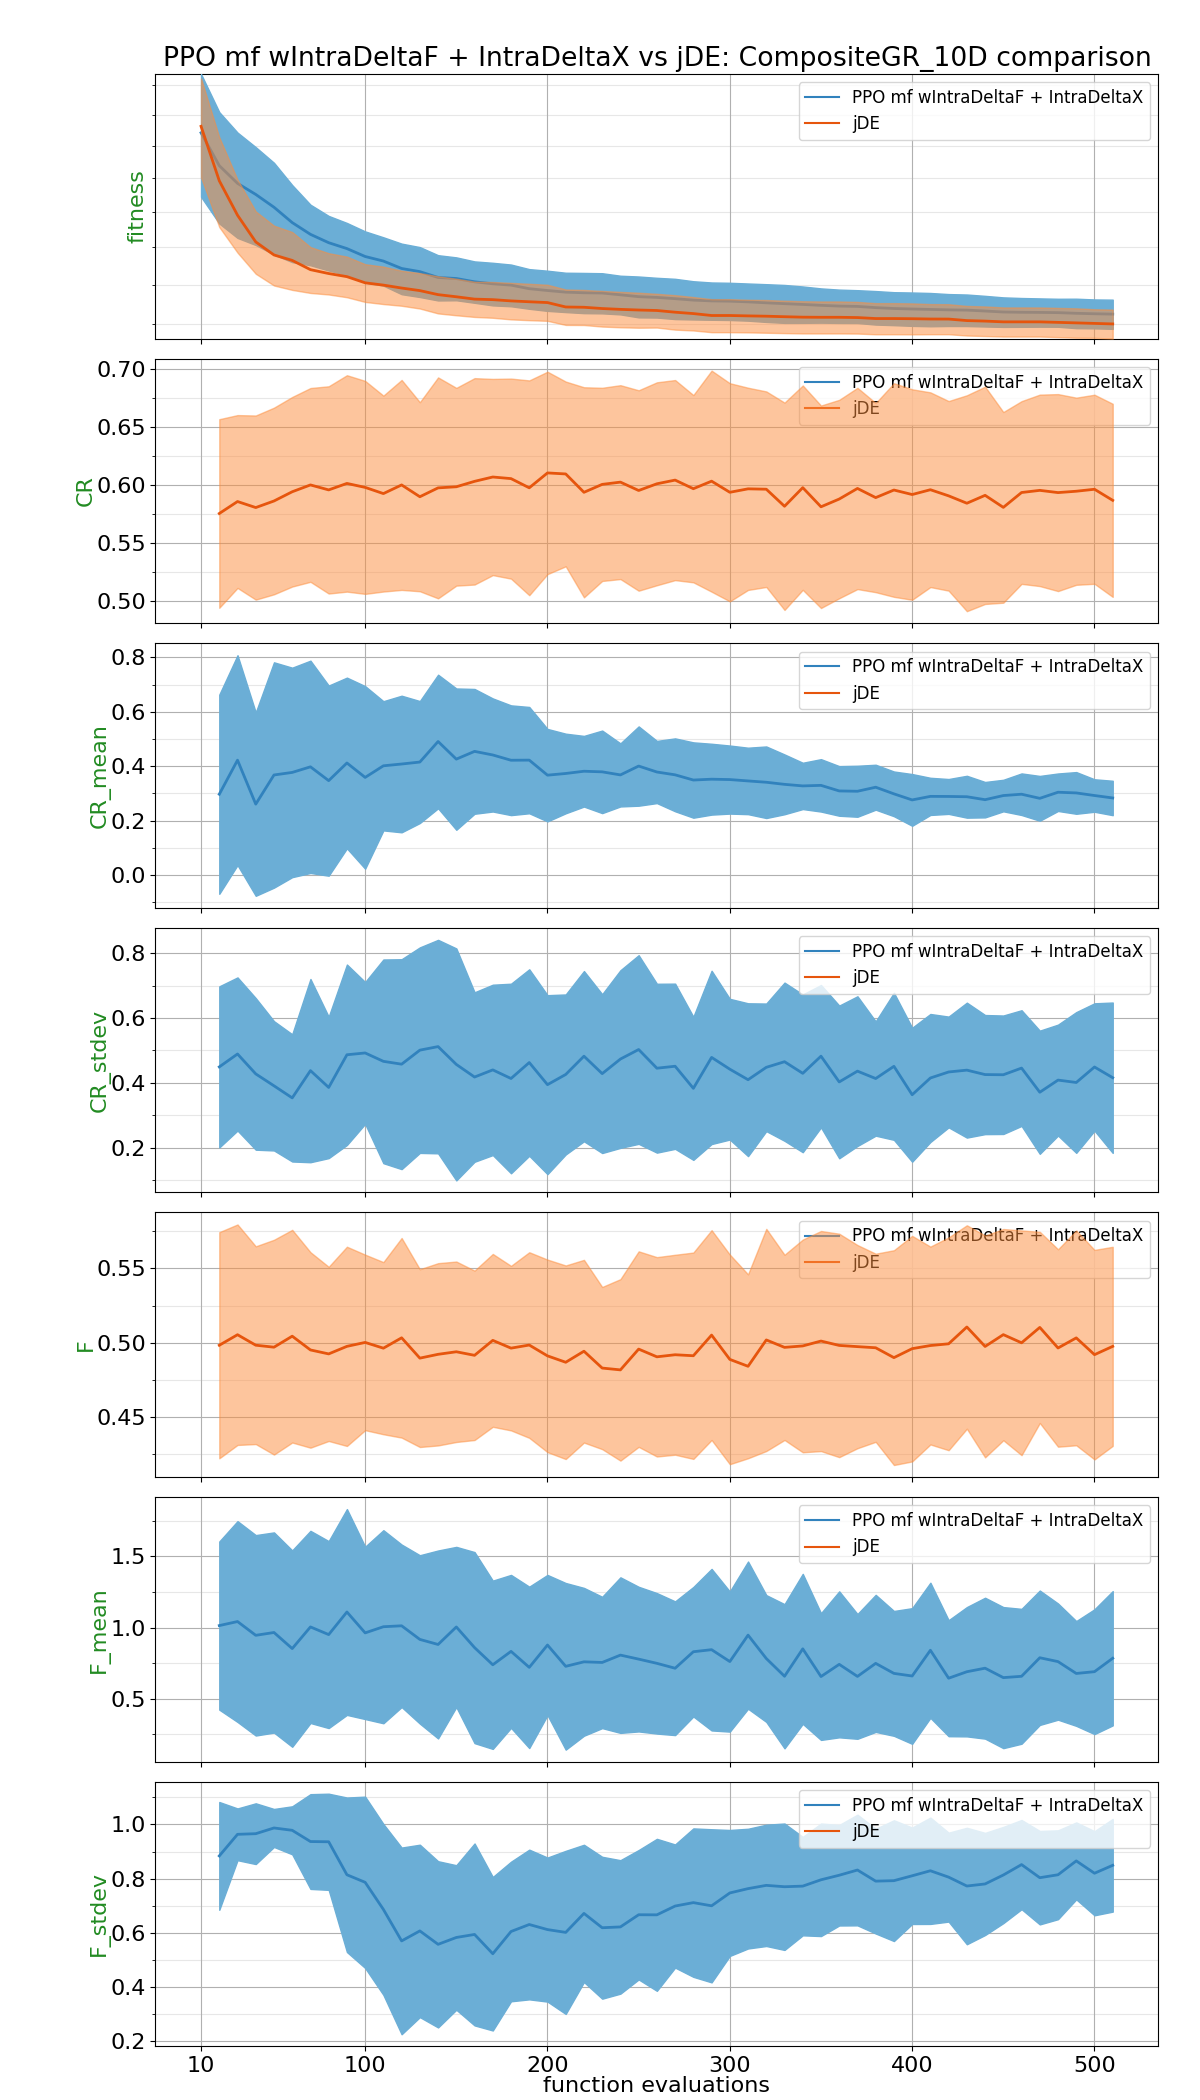 PPO mf wIntraDeltaF + IntraDeltaX vs jDE: CompositeGR_10D comparison
fitness
PPO mf wIntraDeltaF + IntraDeltaX
jDE
CR
0.70
0.65
0.60
0.55
0.50
PPO mf wIntraDeltaF + IntraDeltaX
jDE
CR_mean
0.8
0.6
0.4
0.2
0.0
PPO mf wIntraDeltaF + IntraDeltaX
jDE
CR_stdev
0.8
0.6
0.4
0.2
PPO mf wIntraDeltaF + IntraDeltaX
jDE
F
0.55
0.50
0.45
PPO mf wIntraDeltaF + IntraDeltaX
jDE
F_mean
1.5
1.0
0.5
PPO mf wIntraDeltaF + IntraDeltaX
jDE
F_stdev
1.0
0.8
0.6
0.4
0.2
PPO mf wIntraDeltaF + IntraDeltaX
jDE
10 100 200 300 400 500
function evaluations